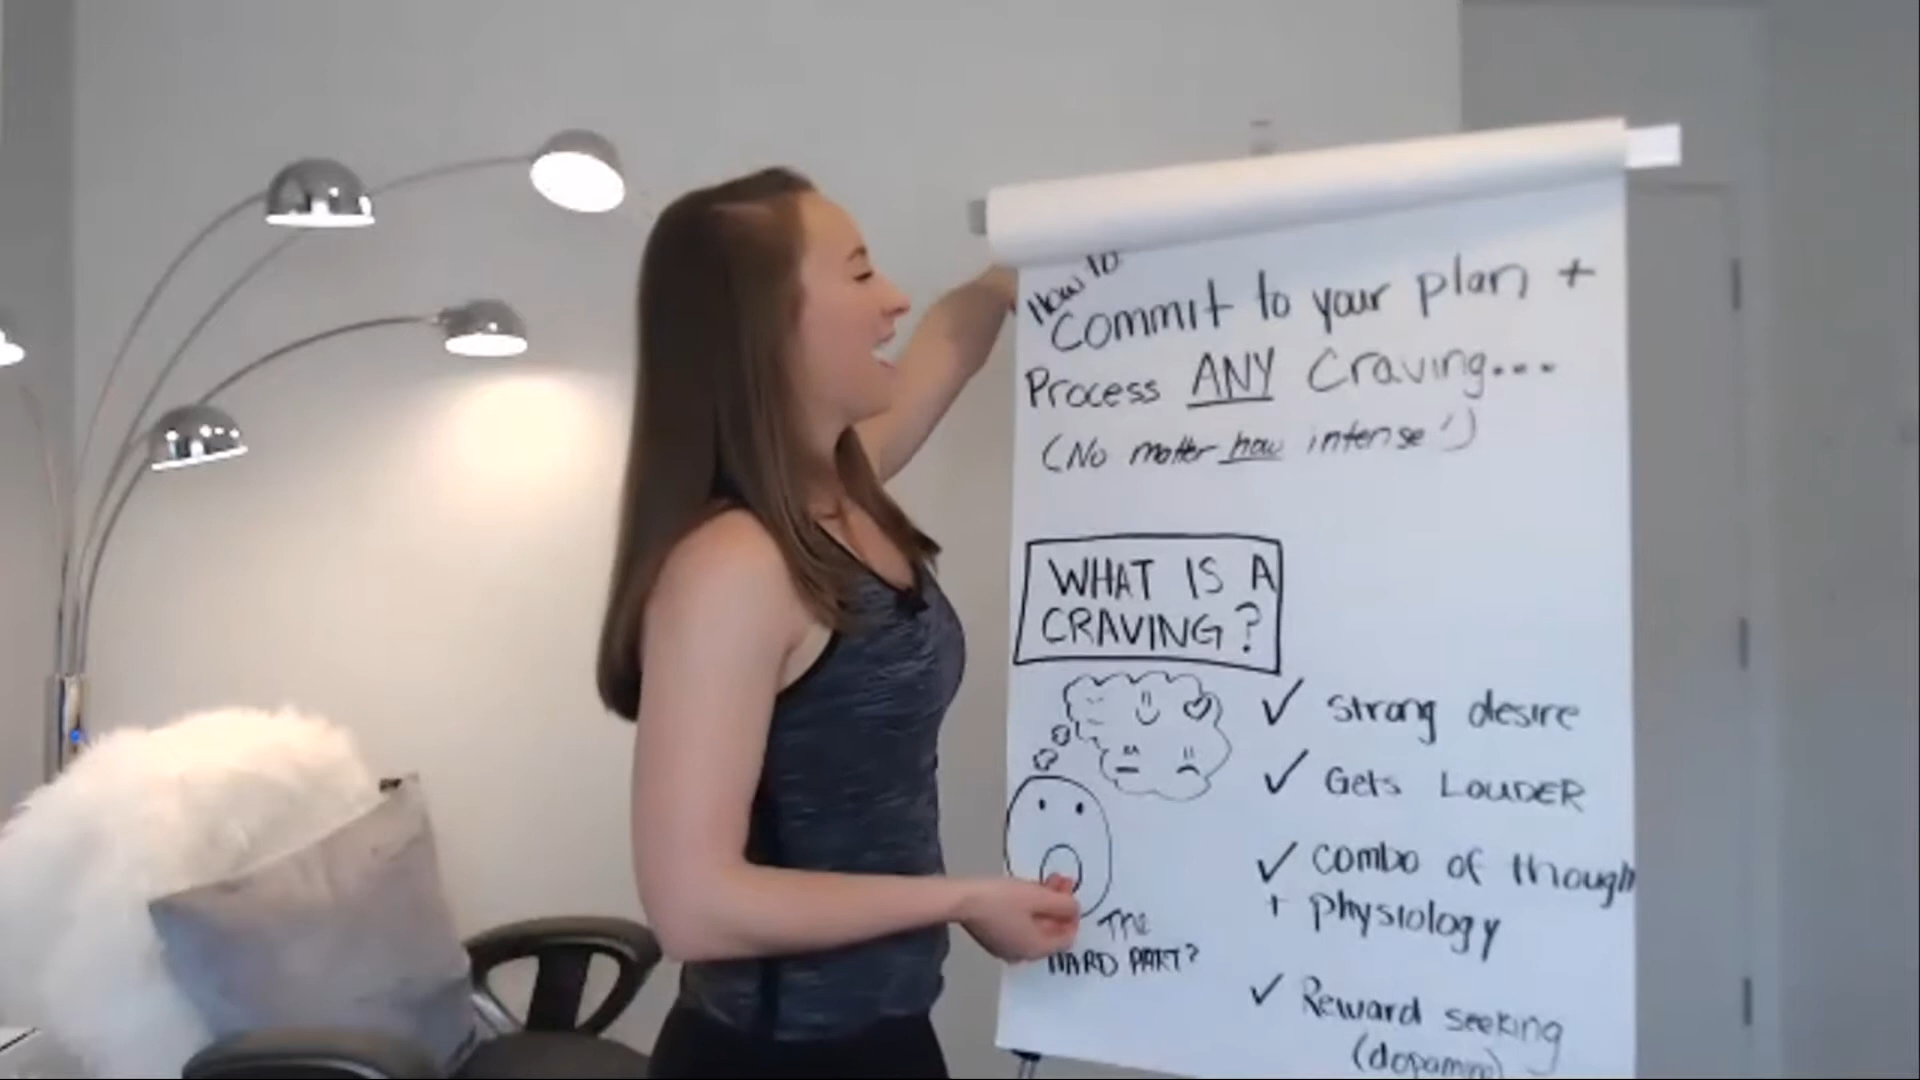 How to
Commit to your plan +
Process ANY Craving...
(No matter how intense!)
WHAT IS A
CRAVING?
✓ strong desire
✓ Gets LOUDER
✓ combo of though
+ physiology
THE
HARD PART?
✓ Reward seeking
(dopamine)